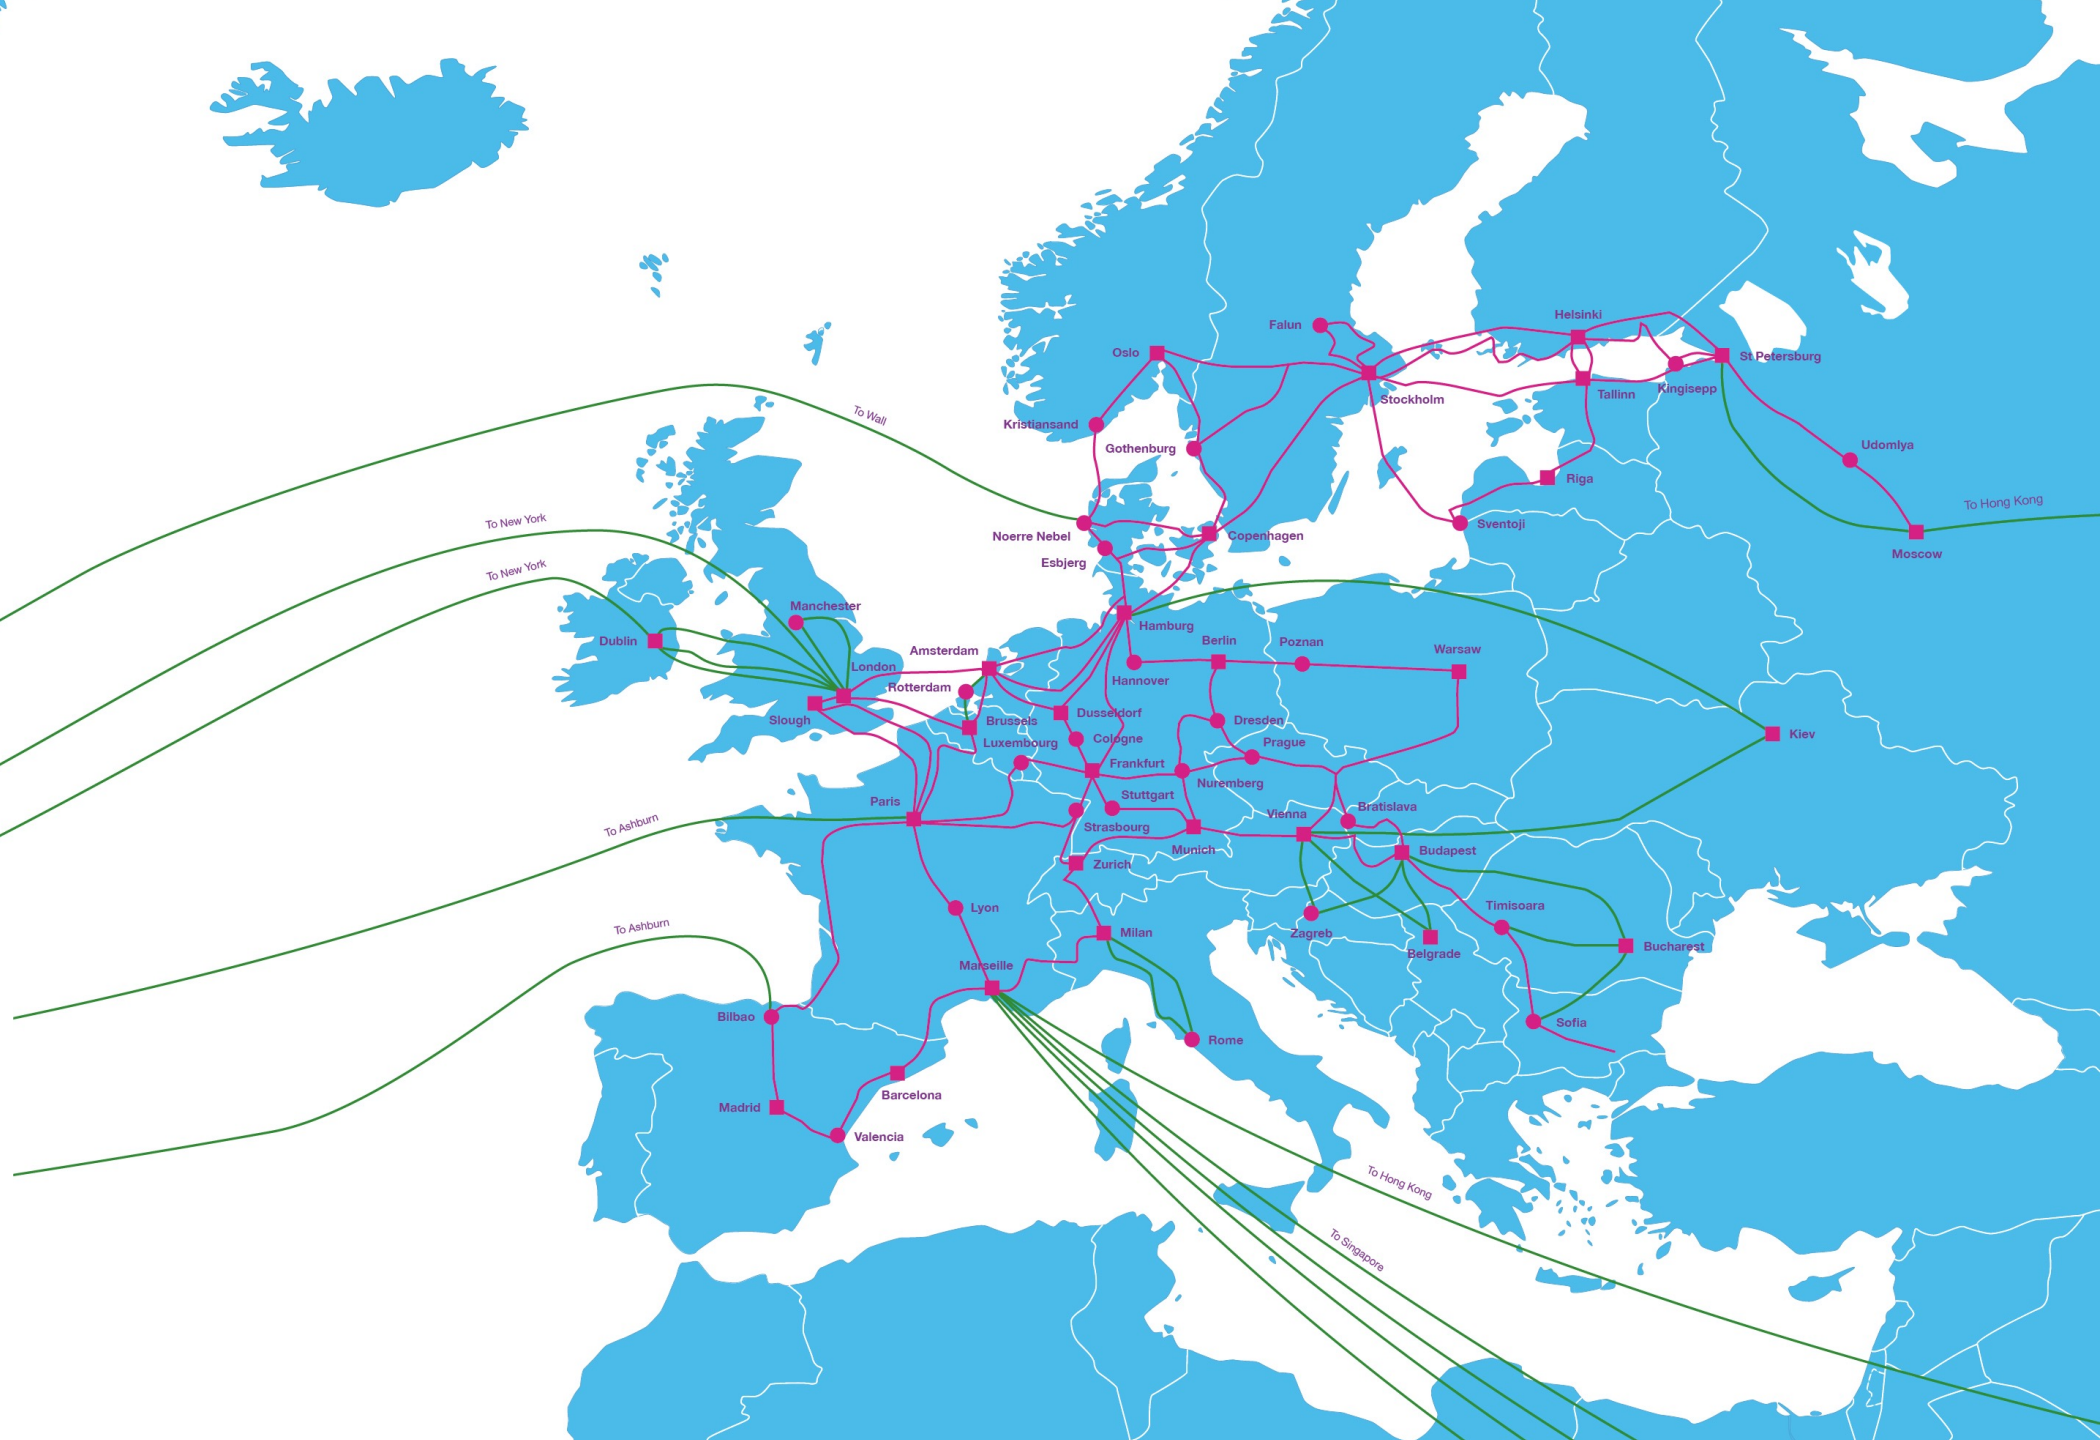 Helsinki
Falun
Oslo
St Petersburg
Kingisepp
Tallinn
Stockholm
To Wall
Kristiansand
Gothenburg
Udomlya
Riga
To Hong Kong
To New York
Sventoji
Noerre Nebel
Copenhagen
Moscow
Esbjerg
To New York
Manchester
Hamburg
Dublin
Berlin
Poznan
Amsterdam
Warsaw
London
Hannover
Rotterdam
Slough
Brussels
Dusseldorf
Dresden
Kiev
Luxembourg
Cologne
Prague
Frankfurt
Nuremberg
Stuttgart
Paris
Bratislava
Vienna
To Ashburn
Strasbourg
Munich
Budapest
Zurich
Lyon
Timisoara
To Ashburn
Milan
Zagreb
Bucharest
Belgrade
Marseille
Bilbao
Sofia
Rome
Barcelona
Madrid
Valencia
To Hong Kong
To Singapore